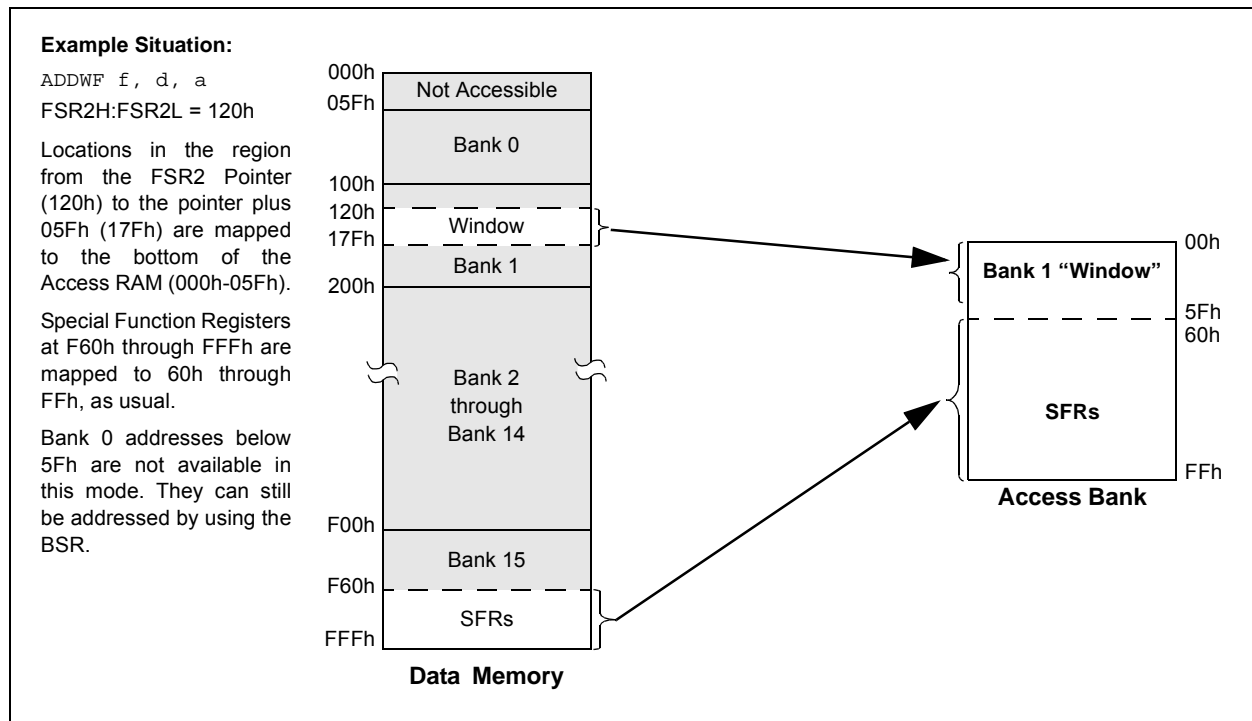 Example Situation:
ADDWF f, d, a
FSR2H:FSR2L = 120h
Locations in the region
from the FSR2 Pointer
(120h) to the pointer plus
05Fh (17Fh) are mapped
to the bottom of the
Access RAM (000h-05Fh).
Special Function Registers
at F60h through FFFh are
mapped to 60h through
FFh, as usual.
Bank 0 addresses below
5Fh are not available in
this mode. They can still
be addressed by using the
BSR.
000h
Not Accessible
05Fh
Bank 0
100h
120h
Window
17Fh
Bank 1
200h
Bank 2
through
Bank 14
F00h
Bank 15
F60h
SFRs
FFFh
Data Memory
00h
Bank 1 “Window”
5Fh
60h
SFRs
FFh
Access Bank